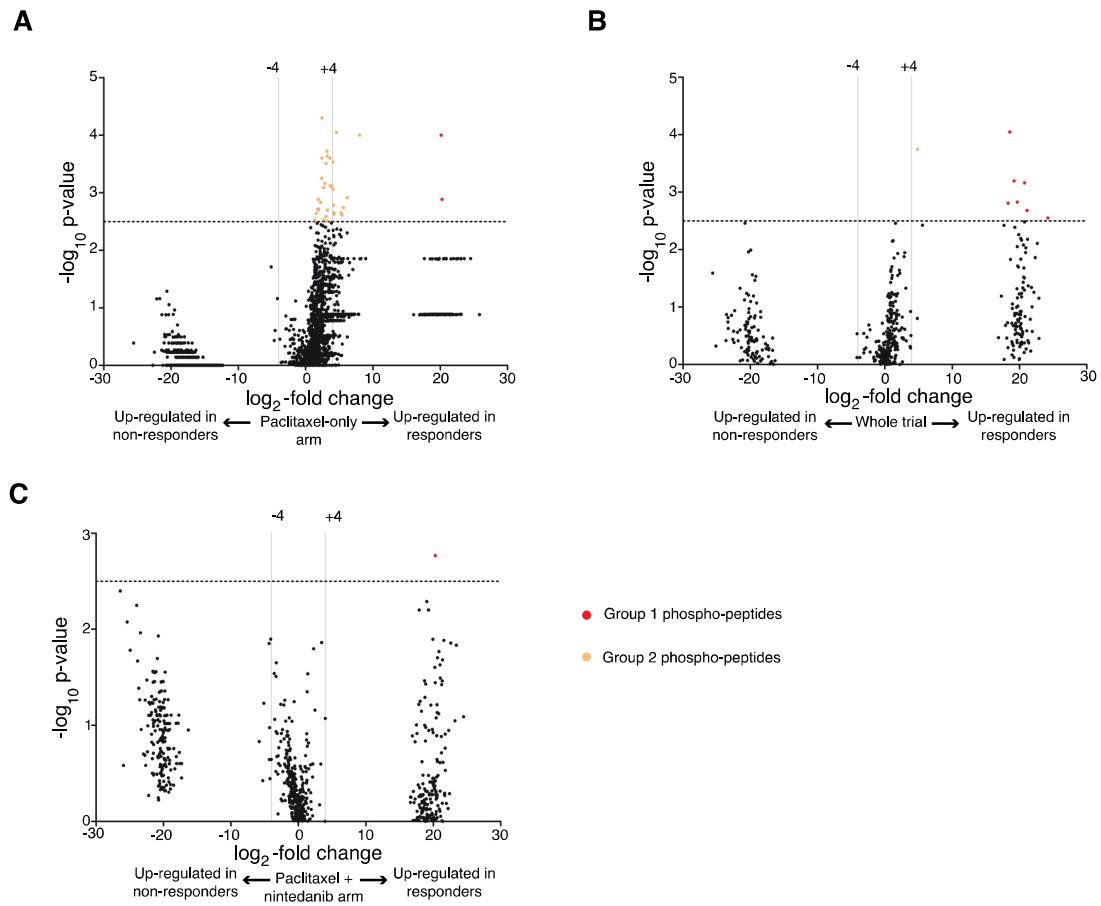 A
-4
+4
5
4
3
2
1
0
-log10 p-value
-30
-20
-10
0
10
20
30
log2-fold change
Up-regulated in
non-responders
Paclitaxel-only
arm
Up-regulated in
responders
B
-4
+4
5
4
3
2
1
0
-log10 p-value
-30
-20
-10
0
10
20
30
log2-fold change
Up-regulated in
non-responders
Whole trial
Up-regulated in
responders
C
-4
+4
3
2
1
0
-log10 p-value
-30
-20
-10
0
10
20
30
log2-fold change
Up-regulated in
non-responders
Paclitaxel +
nintedanib arm
Up-regulated in
responders
Group 1 phospho-peptides
Group 2 phospho-peptides